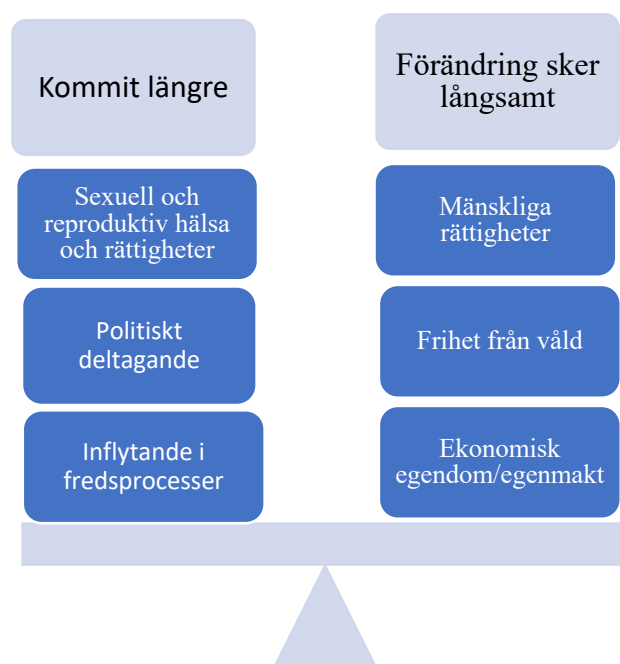 Kommit längre
Sexuell och
reproduktiv hälsa
och rättigheter
Politiskt
deltagande
Inflytande i
fredsprocesser
Förändring sker
långsamt
Mänskliga
rättigheter
Frihet från våld
Ekonomisk
egendom/egenmakt